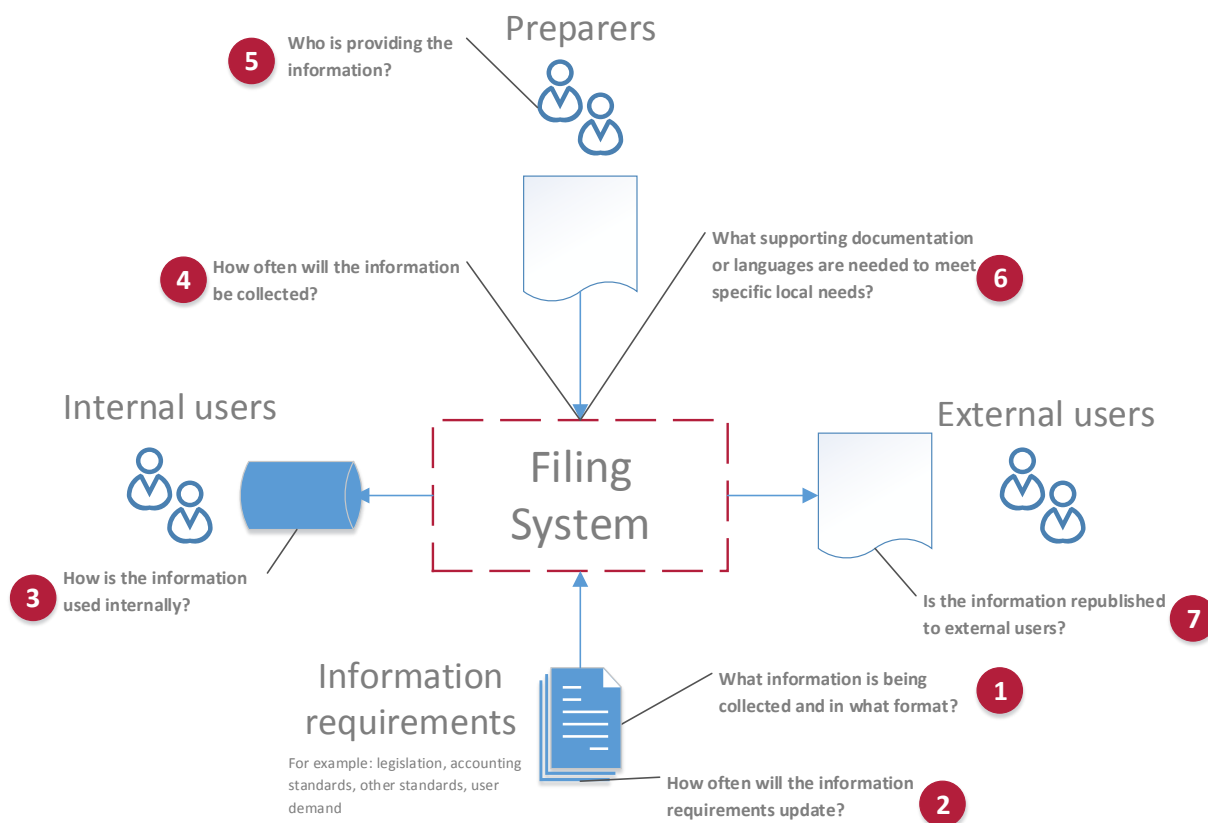 Preparers
5
Who is providing the
information?
4
How often will the information
be collected?
What supporting documentation
or languages are needed to meet
specific local needs?
6
Internal users
Filing
System
External users
3
How is the information
used internally?
Is the information republished
to external users?
7
Information
requirements
For example: legislation, accounting
standards, other standards, user
demand
What information is being
collected and in what format?
1
How often will the information
requirements update?
2